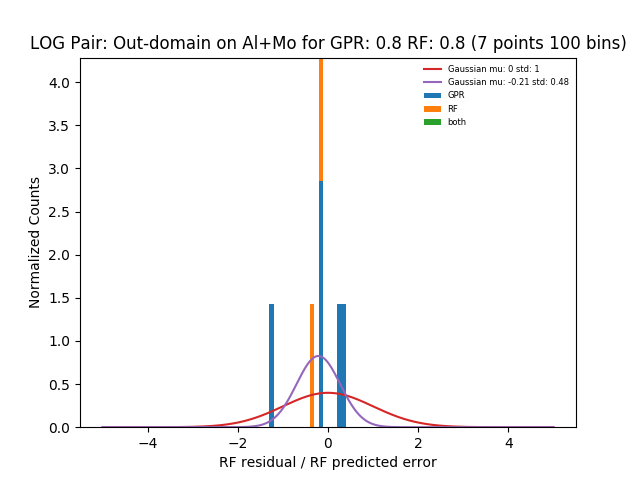 LOG Pair: Out-domain on Al+Mo for GPR: 0.8 RF: 0.8 (7 points 100 bins)
Gaussian mu: 0 std: 1
Gaussian mu: -0.21 std: 0.48
GPR
RF
both
Normalized Counts
4.0
3.5
3.0
2.5
2.0
1.5
1.0
0.5
0.0
−4 −2 0 2 4
RF residual / RF predicted error